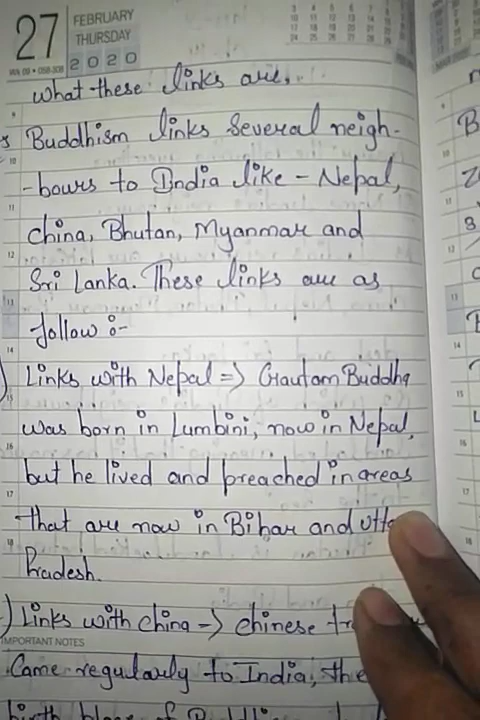 27
FEBRUARY
THURSDAY
2020
what these links are.
Buddhism links several neigh-
-bours to India like - Nepal,
China, Bhutan, Myanmar and
Sri Lanka. These links are as
follow :-
Links with Nepal => Gautam Buddha
was born in Lumbini, now in Nepal,
but he lived and preached in areas
that are now in Bihar and
Pradesh.
) Links with China -> chinese
IMPORTANT NOTES
Came regularly to India, the